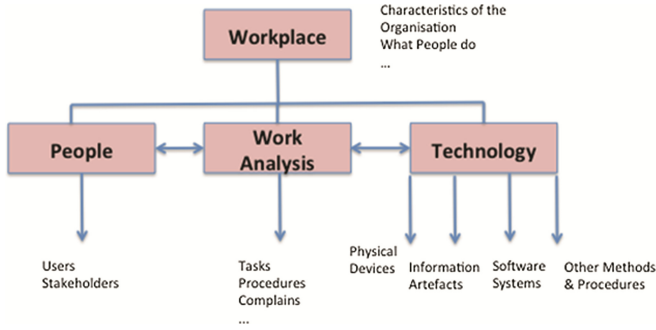 Workplace
Characteristics of the
Organisation
What People do
...
People
Work
Analysis
Technology
Users
Stakeholders
Tasks
Procedures
Complains
...
Physical
Devices
Information
Artefacts
Software
Systems
Other Methods
& Procedures